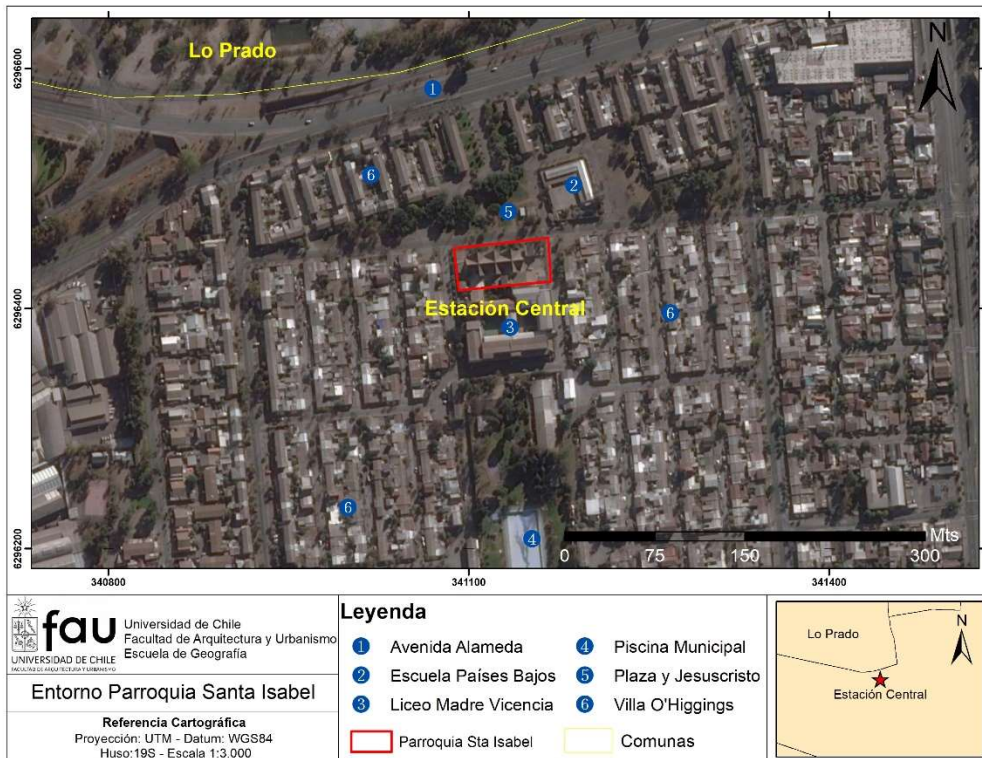 Lo Prado
N
1
6
2
5
Estación Central
3
6
6
4
Mts
0 75 150 300
6296600
6296400
6296200
340800 341100 341400
fau
UNIVERSIDAD DE CHILE
FACULTAD DE ARQUITECTURA Y URBANISMO
Universidad de Chile
Facultad de Arquitectura y Urbanismo
Escuela de Geografía
Entorno Parroquia Santa Isabel
Referencia Cartográfica
Proyección: UTM - Datum: WGS84
Huso:19S - Escala 1:3.000
Leyenda
1 Avenida Alameda
2 Escuela Países Bajos
3 Liceo Madre Vicencia
4 Piscina Municipal
5 Plaza y Jesuscristo
6 Villa O'Higgings
Parroquia Sta Isabel
Comunas
Lo Prado
N
Estación Central